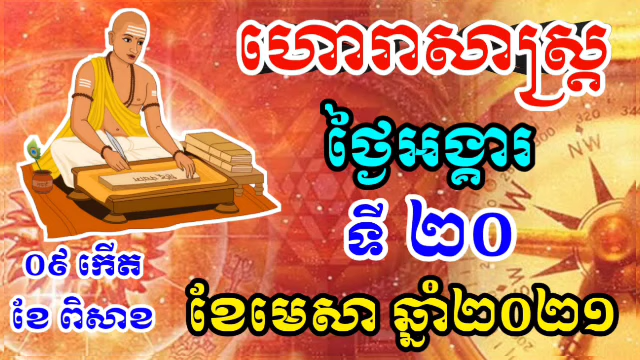 ហោរាសាស្ត្រ
ថ្ងៃអង្គារ
ទី ២០
០៩ កើត
ខែ ពិសាខ
ខែមេសា ឆ្នាំ២០២១